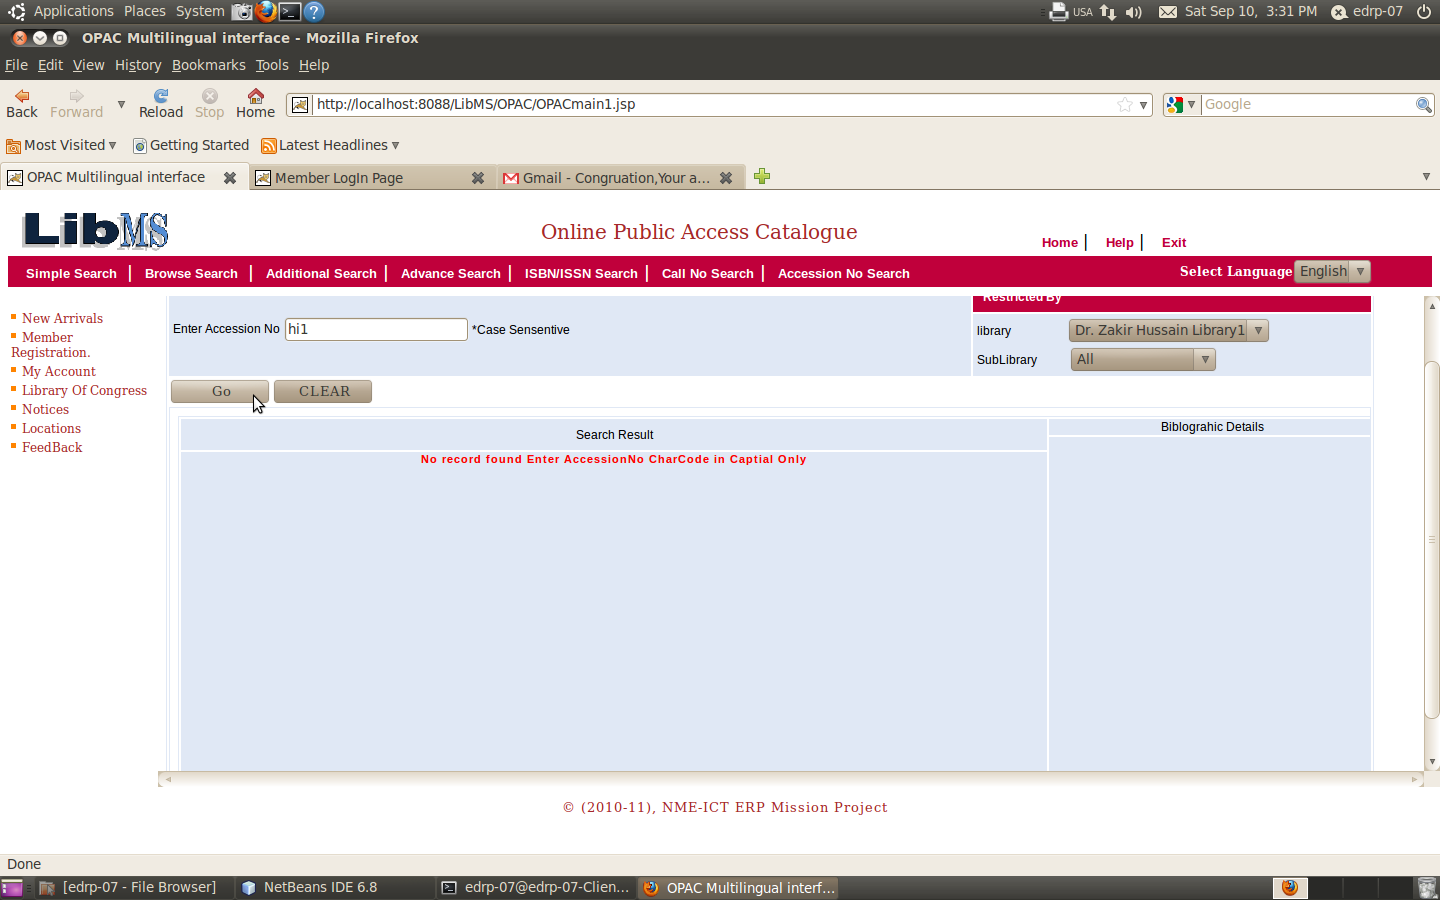 Applications Places System USA Sat Sep 10, 3:31 PM edrp-07
OPAC Multilingual interface - Mozilla Firefox
File Edit View History Bookmarks Tools Help
Back Forward Reload Stop Home http://localhost:8088/LibMS/OPAC/OPACmain1.jsp Google
Most Visited Getting Started Latest Headlines
OPAC Multilingual interface Member LogIn Page Gmail - Congruation,Your a...
LibMS
Online Public Access Catalogue
Home Help Exit
Simple Search Browse Search Additional Search Advance Search ISBN/ISSN Search Call No Search Accession No Search Select Language English
New Arrivals
Member
Registration.
My Account
Library Of Congress
Notices
Locations
FeedBack
Restricted By
Enter Accession No hi1 *Case Sensentive
library Dr. Zakir Hussain Library1
SubLibrary All
Go CLEAR
Search Result
Biblograhic Details
No record found Enter AccessionNo CharCode in Captial Only
© (2010-11), NME-ICT ERP Mission Project
Done
[edrp-07 - File Browser] NetBeans IDE 6.8 edrp-07@edrp-07-Clien... OPAC Multilingual interf...